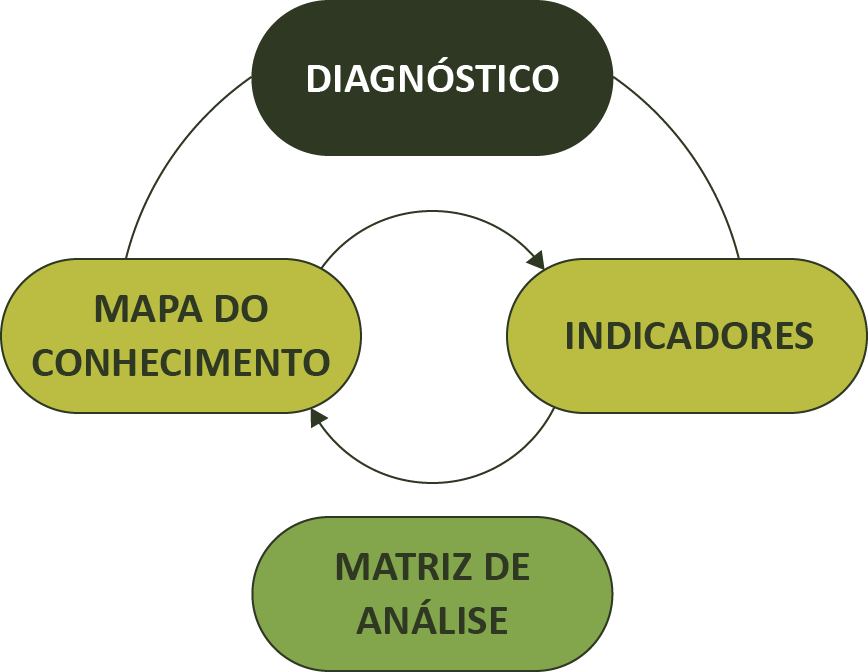 DIAGNÓSTICO
MAPA DO
CONHECIMENTO
INDICADORES
MATRIZ DE
ANÁLISE